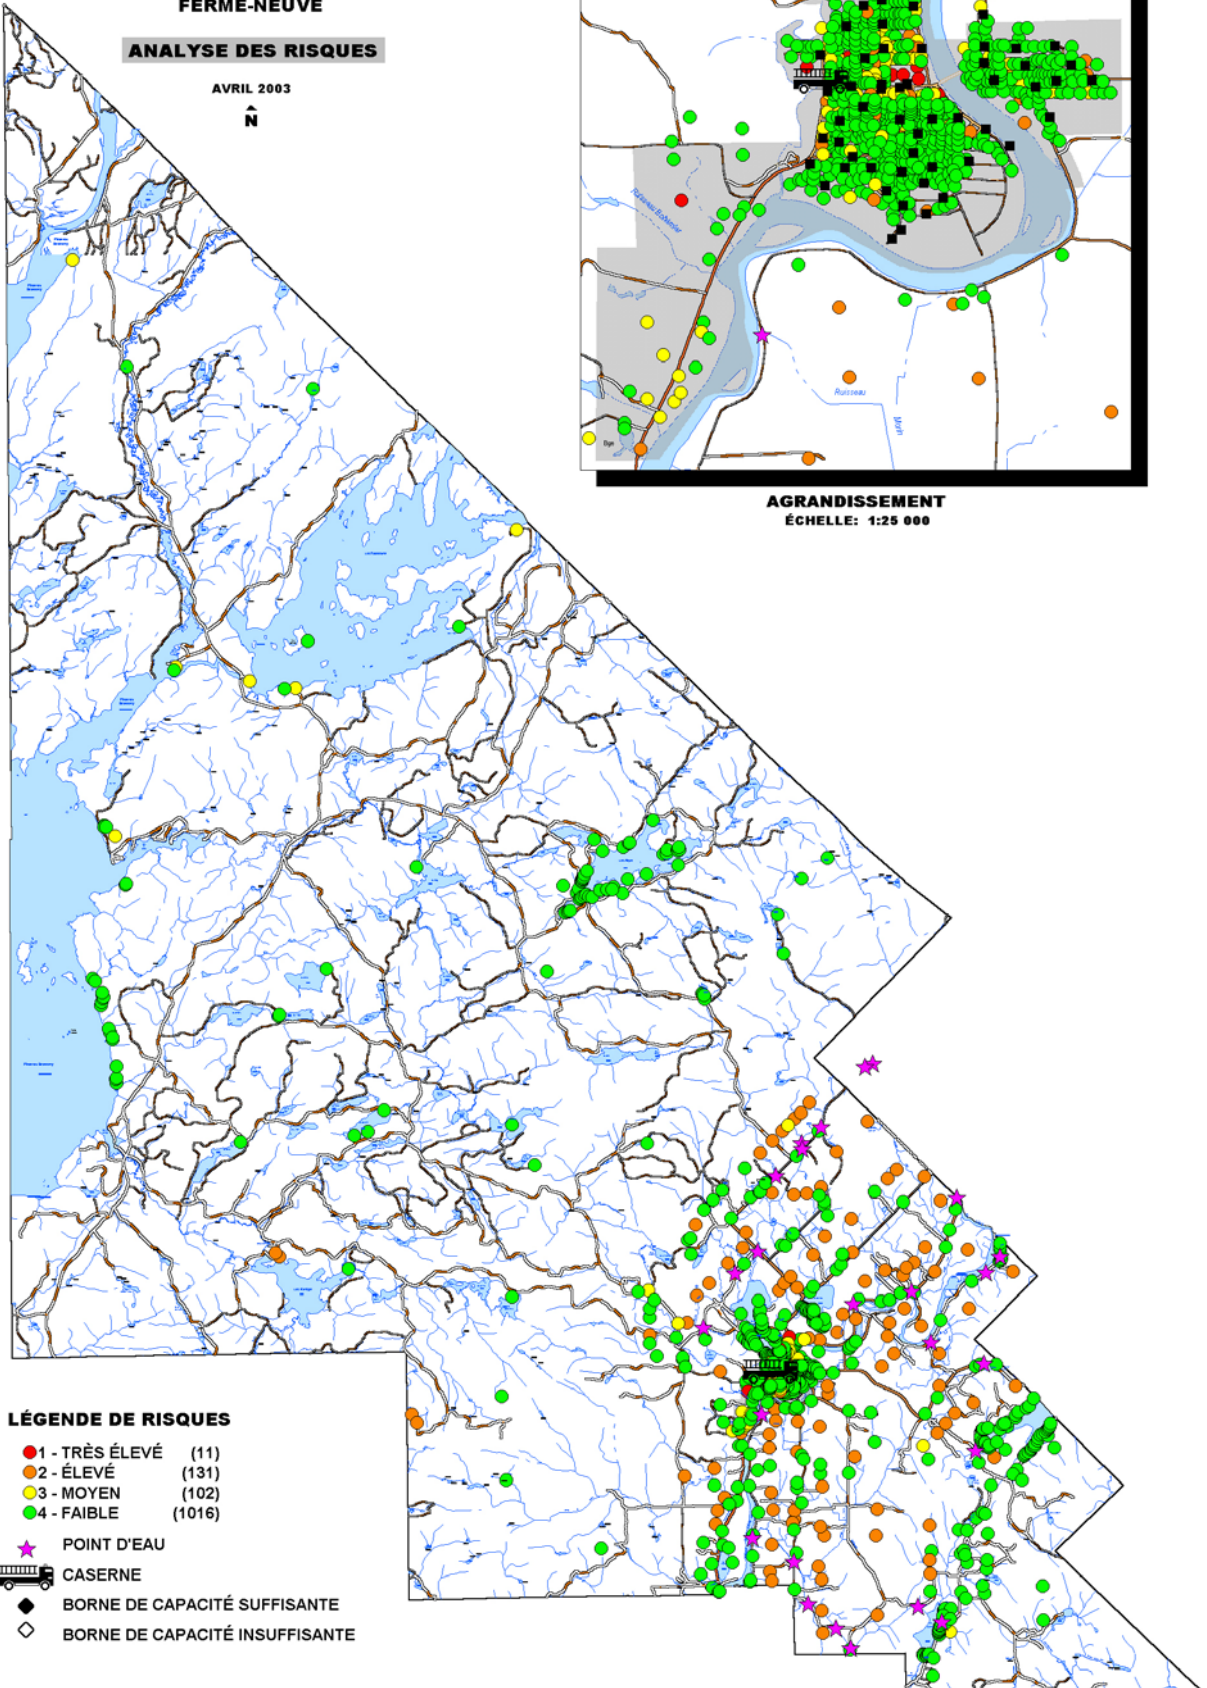 FERME-NEUVE
ANALYSE DES RISQUES
AVRIL 2003
N
Ruisseau
AGRANDISSEMENT
ÉCHELLE: 1:25 000
LÉGENDE DE RISQUES
1 - TRÈS ÉLEVÉ (11)
2 - ÉLEVÉ (131)
3 - MOYEN (102)
4 - FAIBLE (1016)
POINT D'EAU
CASERNE
BORNE DE CAPACITÉ SUFFISANTE
BORNE DE CAPACITÉ INSUFFISANTE